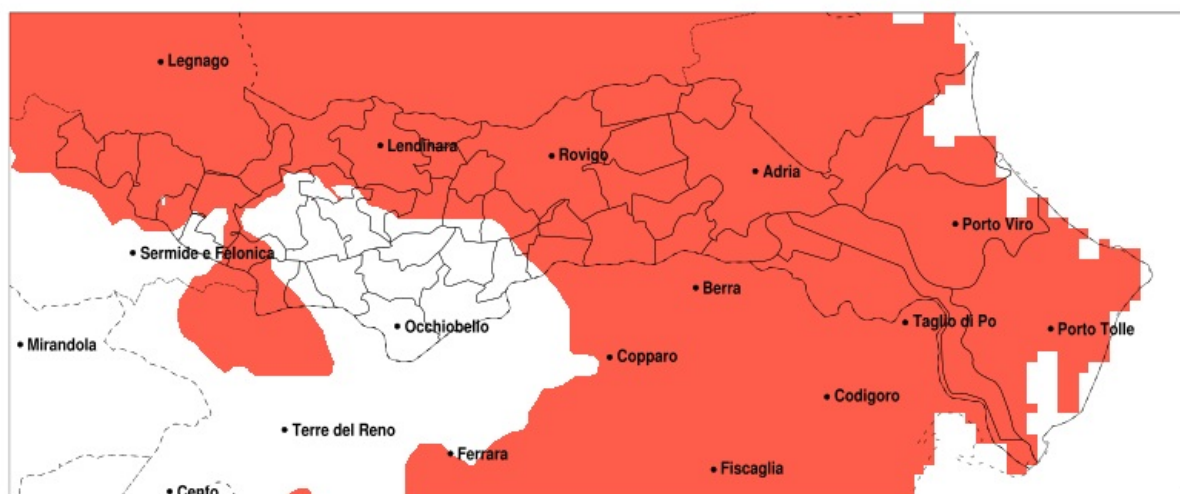 Legnago
Lendinara
Rovigo
Adria
Porto Viro
Sermide e Felonica
Berra
Occhiobello
Taglio di Po
Porto Tolle
Mirandola
Copparo
Codigoro
Terre del Reno
Ferrara
Fiscaglia
Cento